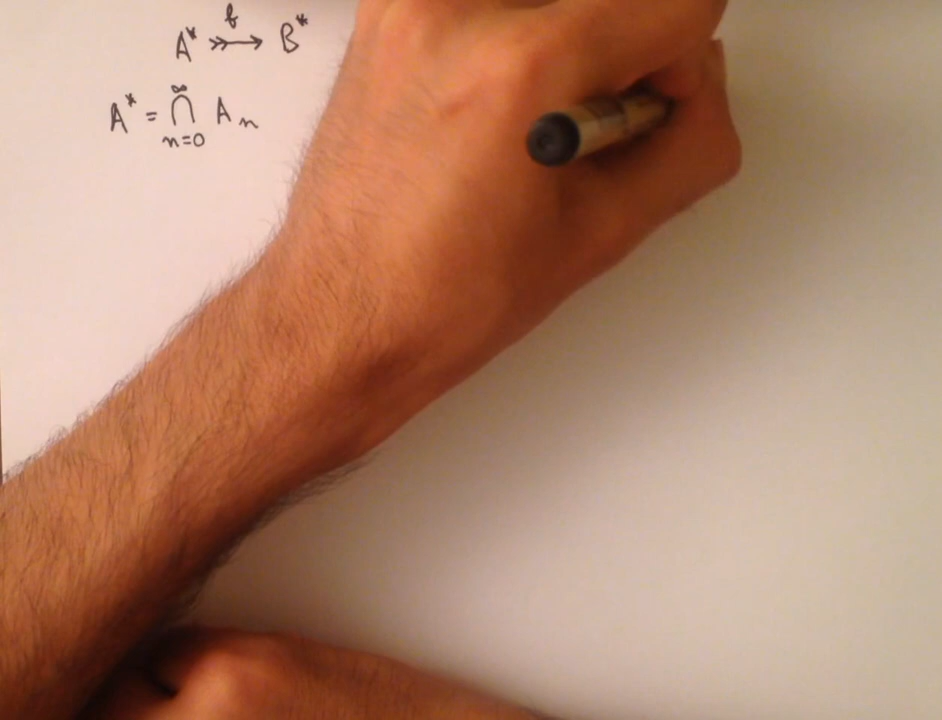 A* ↣ᶠ B*
A* = ⋂_{n=0}^{∞} A_n